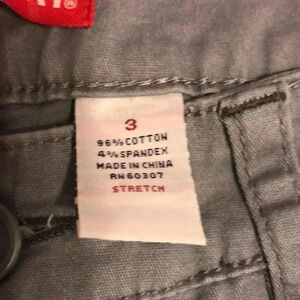 3
96% COTTON
4% SPANDEX
MADE IN CHINA
RN 60307
STRETCH